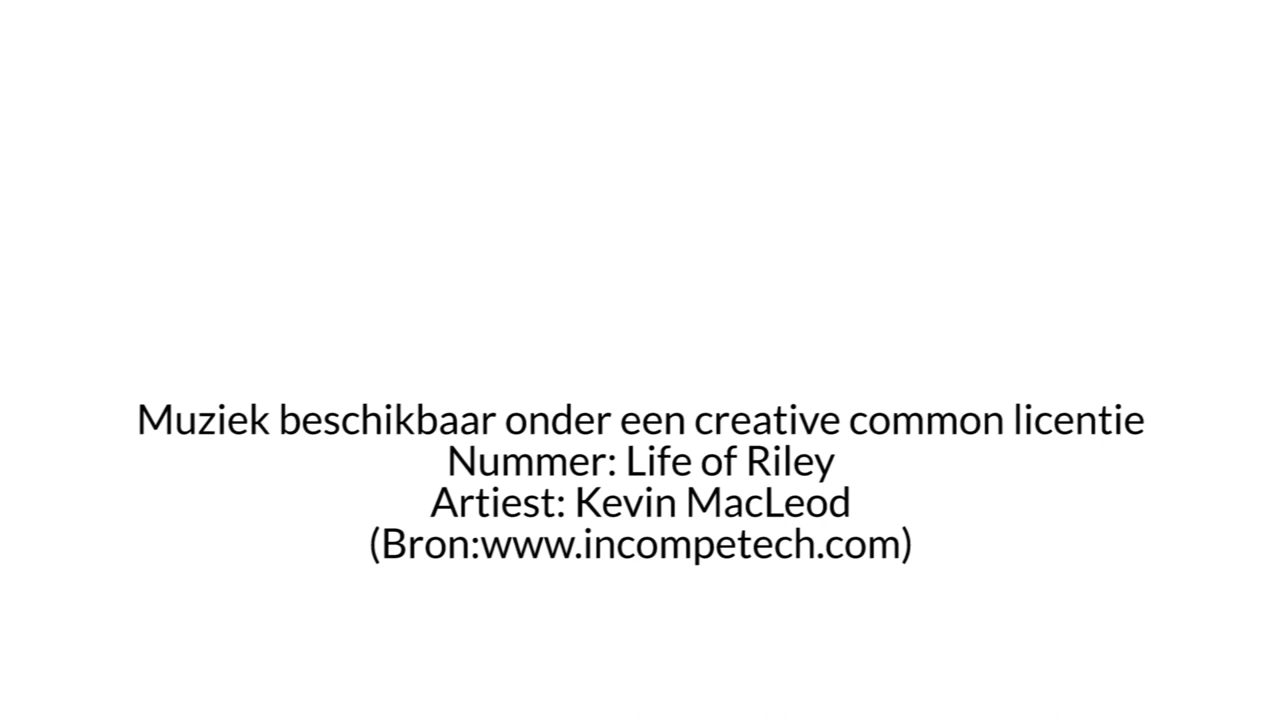 Muziek beschikbaar onder een creative common licentie
Nummer: Life of Riley
Artiest: Kevin MacLeod
(Bron:www.incompetech.com)